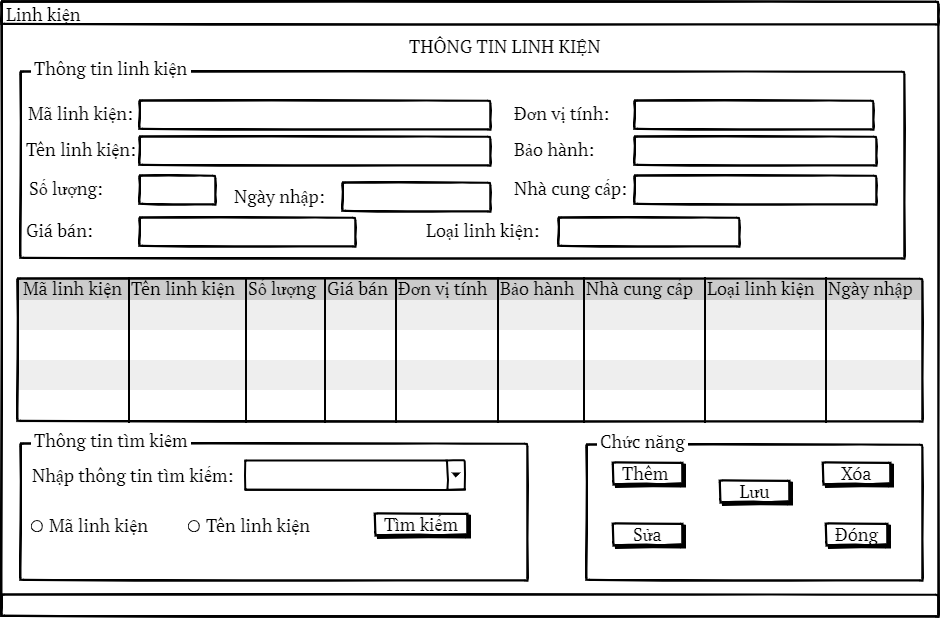 Linh kiện
THÔNG TIN LINH KIỆN
Thông tin linh kiện
Mã linh kiện: Đơn vị tính:
Tên linh kiện: Bảo hành:
Số lượng: Ngày nhập: Nhà cung cấp:
Giá bán: Loại linh kiện:
Mã linh kiện Tên linh kiện Số lượng Giá bán Đơn vị tính Bảo hành Nhà cung cấp Loại linh kiện Ngày nhập
Thông tin tìm kiếm
Nhập thông tin tìm kiếm:
Mã linh kiện Tên linh kiện Tìm kiếm
Chức năng
Thêm Xóa
Lưu
Sửa Đóng